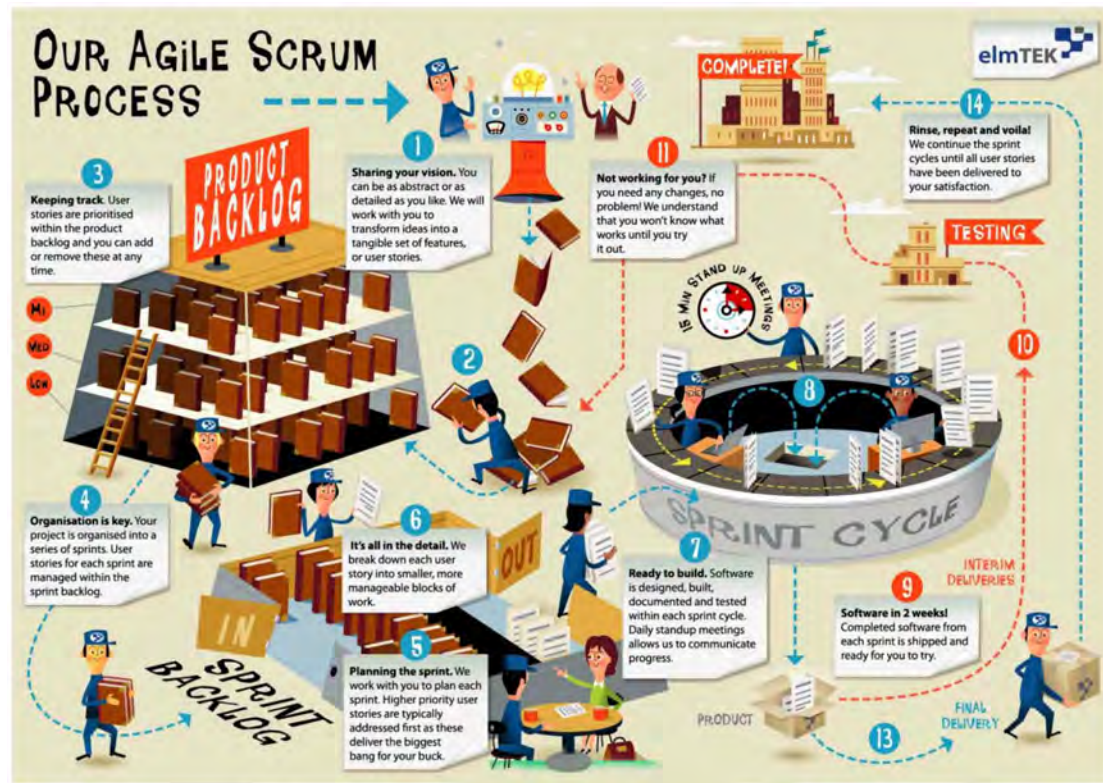 OUR AGILE SCRUM
PROCESS
elmTEK
COMPLETE!
1
Sharing your vision. You
can be as abstract or as
detailed as you like. We will
work with you to
transform ideas into a
tangible set of features,
or user stories.
2
3
Keeping track. User
stories are prioritised
within the product
backlog and you can add
or remove these at any
time.
PRODUCT
BACKLOG
HI
MED
LOW
4
Organisation is key. Your
project is organised into a
series of sprints. User
stories for each sprint are
managed within the
sprint backlog.
IN
OUT
SPRINT
BACKLOG
5
Planning the sprint. We
work with you to plan each
sprint. Higher priority user
stories are typically
addressed first as these
deliver the biggest
bang for your buck.
6
It's all in the detail. We
break down each user
story into smaller, more
manageable blocks of
work.
7
Ready to build. Software
is designed, built,
documented and tested
within each sprint cycle.
Daily standup meetings
allows us to communicate
progress.
15 MIN STAND UP MEETINGS
8
SPRINT CYCLE
9
Software in 2 weeks!
Completed software from
each sprint is shipped and
ready for you to try.
INTERIM
DELIVERIES
PRODUCT
10
TESTING
11
Not working for you? If
you need any changes, no
problem! We understand
that you won't know what
works until you try
it out.
13
FINAL
DELIVERY
14
Rinse, repeat and voila!
We continue the sprint
cycles until all user stories
have been delivered to
your satisfaction.